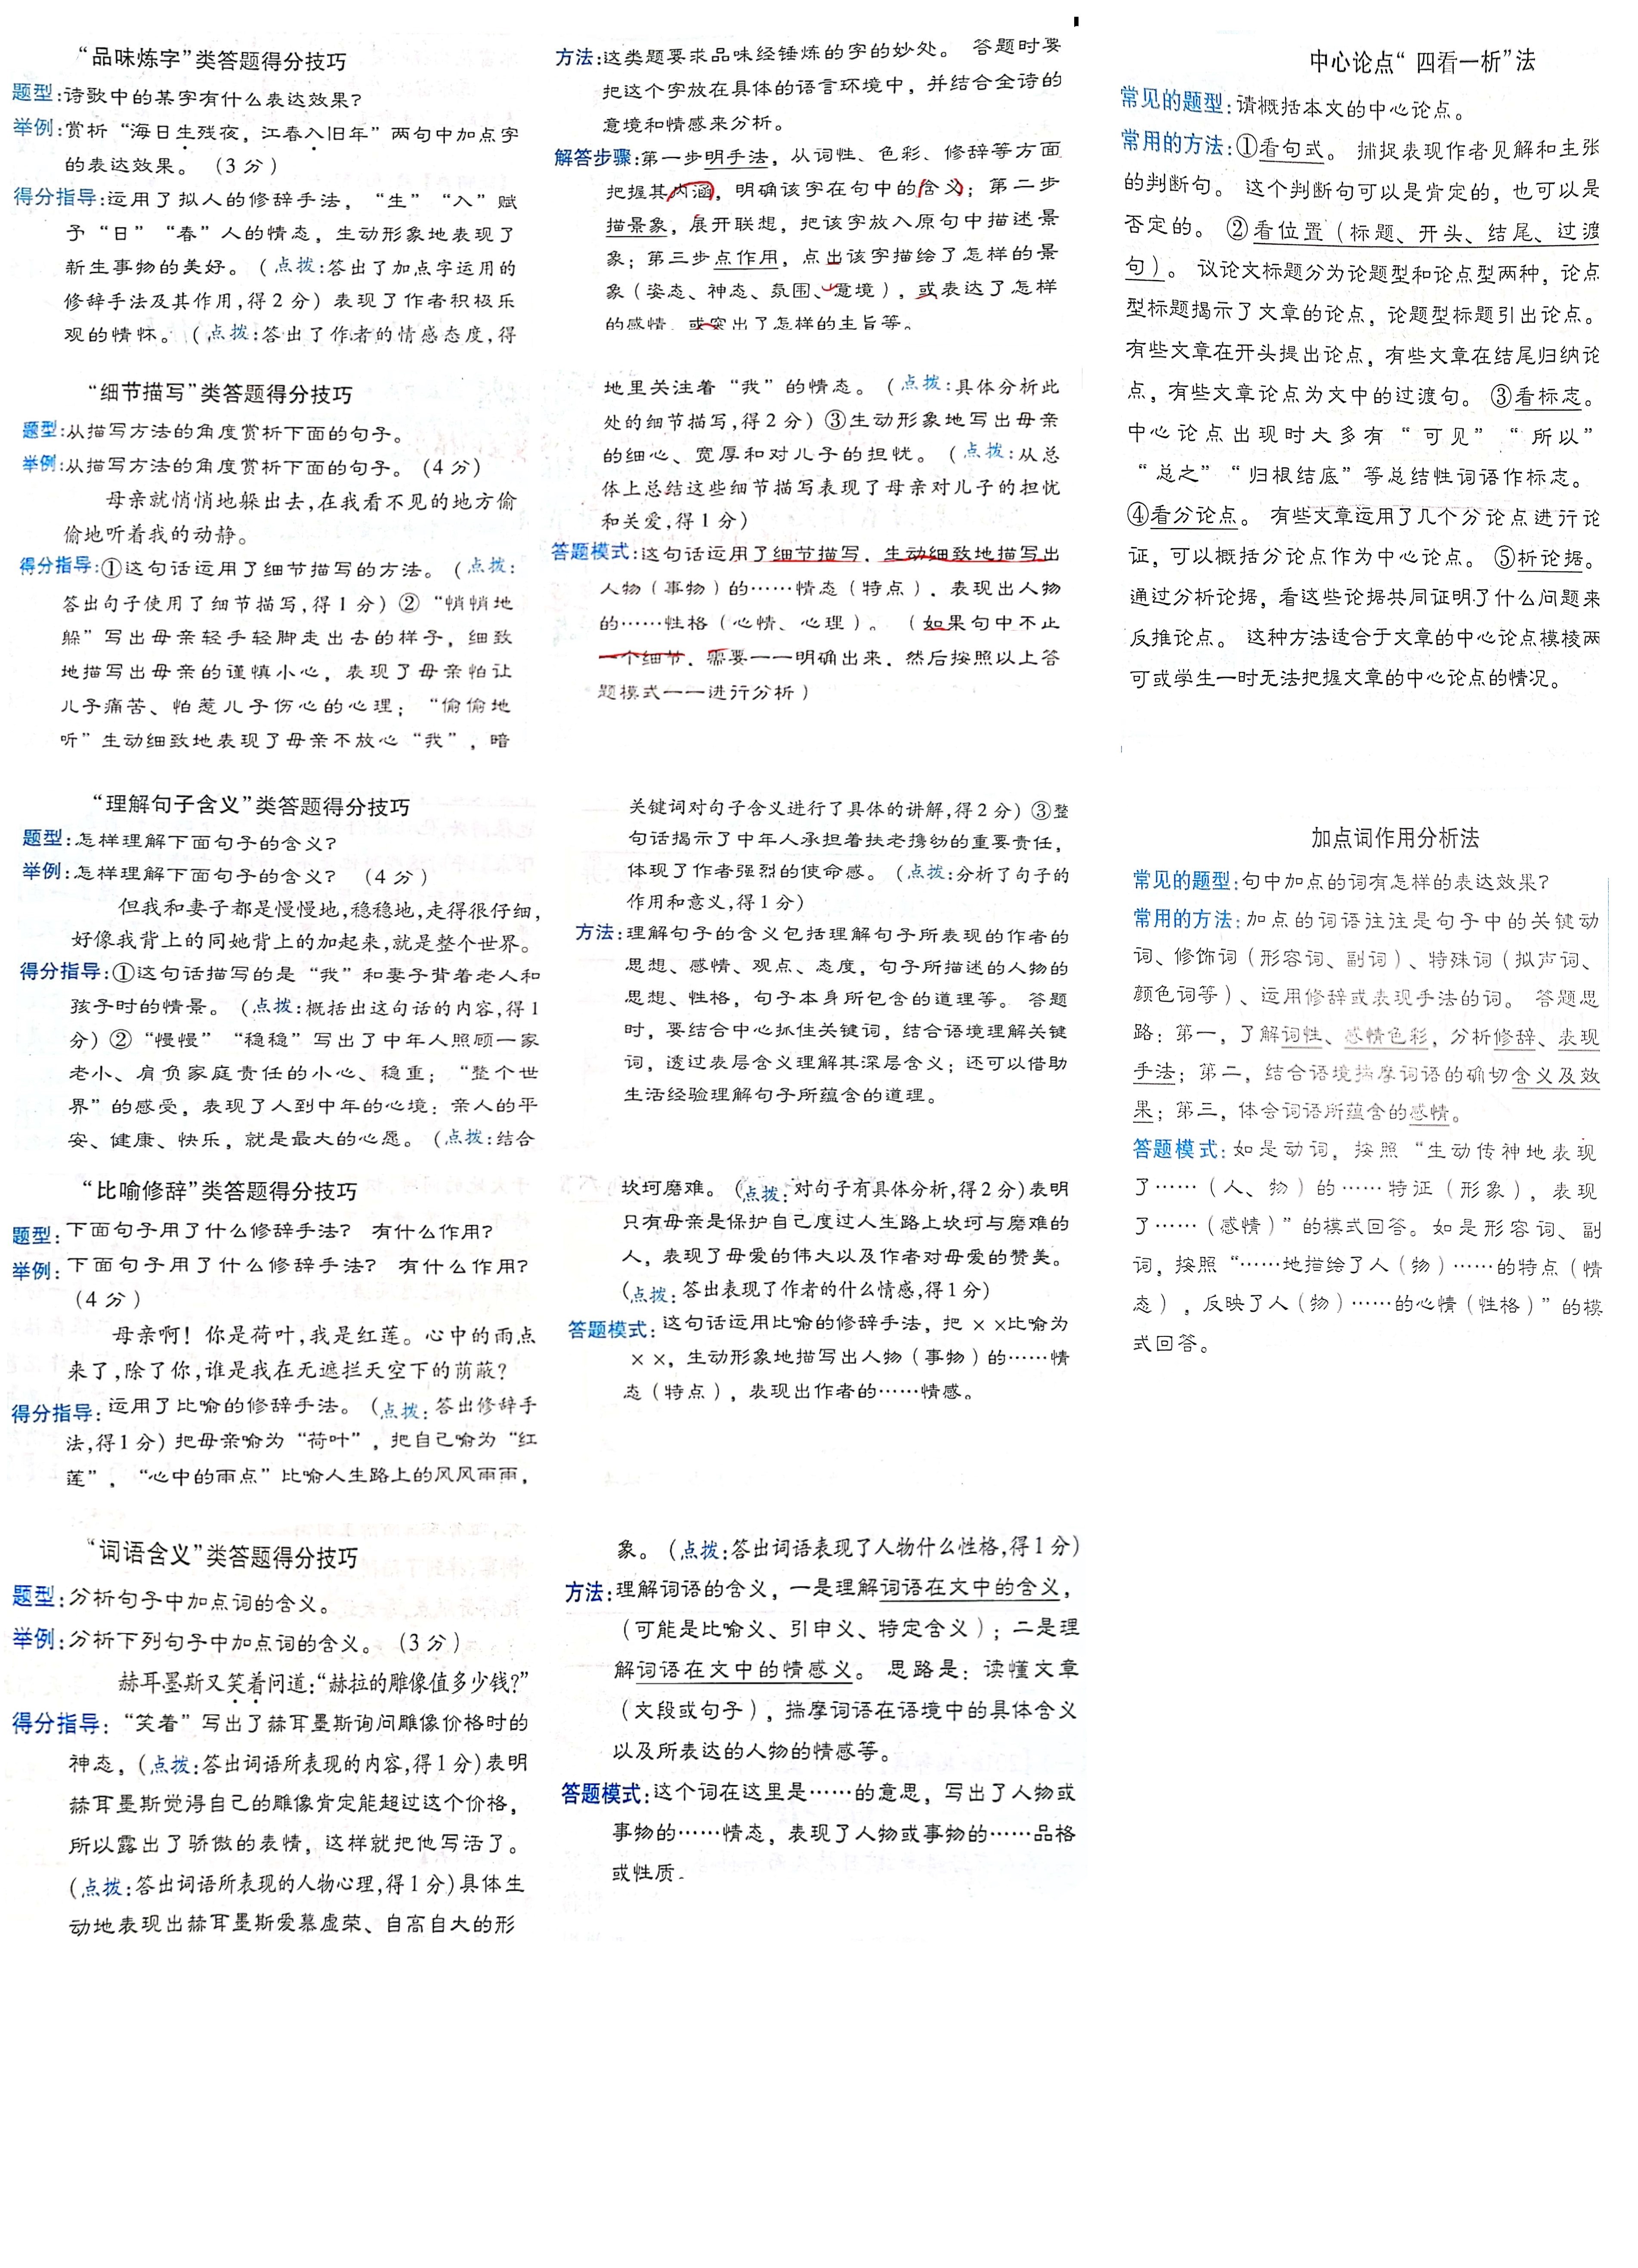 “品味炼字”类答题得分技巧
题型:诗歌中的某字有什么表达效果?
举例:赏析“海日生残夜，江春入旧年”两句中加点字
的表达效果。（3分）
得分指导:运用了拟人的修辞手法，“生”“入”赋
予“日”“春”人的情态，生动形象地表现了
新生事物的美好。（点拨:答出了加点字运用的
修辞手法及其作用,得2分）表现了作者积极乐
观的情怀。（点拨:答出了作者的情感态度,得
方法:这类题要求品味经锤炼的字的妙处。 答题时要
把这个字放在具体的语言环境中，并结合全诗的
意境和情感来分析。
解答步骤:第一步明手法，从词性、色彩、修辞等方面
把握其内涵，明确该字在句中的含义；第二步
描景象，展开联想，把该字放入原句中描述景
象；第三步点作用，点出该字描绘了怎样的景
象（姿态、神态、氛围、意境），或表达了怎样
的感情，或突出了怎样的主旨等。
“细节描写”类答题得分技巧
题型:从描写方法的角度赏析下面的句子。
举例:从描写方法的角度赏析下面的句子。（4分）
母亲就悄悄地躲出去,在我看不见的地方偷
偷地听着我的动静。
得分指导:①这句话运用了细节描写的方法。（点拨:
答出句子使用了细节描写,得1分）②“悄悄地
躲”写出母亲轻手轻脚走出去的样子，细致
地描写出母亲的谨慎小心，表现了母亲怕让
儿子痛苦、怕惹儿子伤心的心理；“偷偷地
听”生动细致地表现了母亲不放心“我”，暗
地里关注着“我”的情态。（点拨:具体分析此
处的细节描写,得2分）③生动形象地写出母亲
的细心、宽厚和对儿子的担忧。（点拨:从总
体上总结这些细节描写表现了母亲对儿子的担忧
和关爱,得1分）
答题模式:这句话运用了细节描写，生动细致地描写出
人物（事物）的……情态（特点），表现出人物
的……性格（心情、心理）。（如果句中不止
一个细节，需要一一明确出来，然后按照以上答
题模式一一进行分析）
“理解句子含义”类答题得分技巧
题型:怎样理解下面句子的含义?
举例:怎样理解下面句子的含义? （4分）
但我和妻子都是慢慢地,稳稳地,走得很仔细,
好像我背上的同她背上的加起来,就是整个世界。
得分指导:①这句话描写的是“我”和妻子背着老人和
孩子时的情景。（点拨:概括出这句话的内容,得1
分）②“慢慢”“稳稳”写出了中年人照顾一家
老小、肩负家庭责任的小心、稳重；“整个世
界”的感受，表现了人到中年的心境：亲人的平
安、健康、快乐，就是最大的心愿。（点拨:结合
关键词对句子含义进行了具体的讲解,得2分）③整
句话揭示了中年人承担着扶老携幼的重要责任，
体现了作者强烈的使命感。（点拨:分析了句子的
作用和意义,得1分）
方法:理解句子的含义包括理解句子所表现的作者的
思想、感情、观点、态度，句子所描述的人物的
思想、性格，句子本身所包含的道理等。 答题
时，要结合中心抓住关键词，结合语境理解关键
词，透过表层含义理解其深层含义；还可以借助
生活经验理解句子所蕴含的道理。
“比喻修辞”类答题得分技巧
题型:下面句子用了什么修辞手法? 有什么作用?
举例:下面句子用了什么修辞手法? 有什么作用?
（4分）
母亲啊！你是荷叶,我是红莲。心中的雨点
来了,除了你,谁是我在无遮拦天空下的荫蔽?
得分指导:运用了比喻的修辞手法。（点拨:答出修辞手
法,得1分）把母亲喻为“荷叶”，把自己喻为“红
莲”，“心中的雨点”比喻人生路上的风风雨雨，
坎坷磨难。（点拨:对句子有具体分析,得2分）表明
只有母亲是保护自己度过人生路上坎坷与磨难的
人，表现了母爱的伟大以及作者对母爱的赞美。
（点拨:答出表现了作者的什么情感,得1分）
答题模式:这句话运用比喻的修辞手法，把××比喻为
××，生动形象地描写出人物（事物）的……情
态（特点），表现出作者的……情感。
“词语含义”类答题得分技巧
题型:分析句子中加点词的含义。
举例:分析下列句子中加点词的含义。（3分）
赫耳墨斯又笑着问道:“赫拉的雕像值多少钱?”
得分指导:“笑着”写出了赫耳墨斯询问雕像价格时的
神态，（点拨:答出词语所表现的内容,得1分）表明
赫耳墨斯觉得自己的雕像肯定能超过这个价格，
所以露出了骄傲的表情，这样就把他写活了。
（点拨:答出词语所表现的人物心理,得1分）具体生
动地表现出赫耳墨斯爱慕虚荣、自高自大的形
象。（点拨:答出词语表现了人物什么性格,得1分）
方法:理解词语的含义，一是理解词语在文中的含义，
（可能是比喻义、引申义、特定含义）；二是理
解词语在文中的情感义。 思路是：读懂文章
（文段或句子），揣摩词语在语境中的具体含义
以及所表达的人物的情感等。
答题模式:这个词在这里是……的意思，写出了人物或
事物的……情态，表现了人物或事物的……品格
或性质。
中心论点“四看一析”法
常见的题型:请概括本文的中心论点。
常用的方法:①看句式。 捕捉表现作者见解和主张
的判断句。 这个判断句可以是肯定的，也可以是
否定的。 ②看位置（标题、开头、结尾、过渡
句）。 议论文标题分为论题型和论点型两种，论点
型标题揭示了文章的论点，论题型标题引出论点。
有些文章在开头提出论点，有些文章在结尾归纳论
点，有些文章论点为文中的过渡句。 ③看标志。
中心论点出现时大多有“可见”“所以”
“总之”“归根结底”等总结性词语作标志。
④看分论点。 有些文章运用了几个分论点进行论
证，可以概括分论点作为中心论点。 ⑤析论据。
通过分析论据，看这些论据共同证明了什么问题来
反推论点。 这种方法适合于文章的中心论点模棱两
可或学生一时无法把握文章的中心论点的情况。
加点词作用分析法
常见的题型:句中加点的词有怎样的表达效果?
常用的方法:加点的词语往往是句子中的关键动
词、修饰词（形容词、副词）、特殊词（拟声词、
颜色词等）、运用修辞或表现手法的词。 答题思
路：第一，了解词性、感情色彩，分析修辞、表现
手法；第二，结合语境揣摩词语的确切含义及效
果；第三，体会词语所蕴含的感情。
答题模式:如是动词，按照“生动传神地表现
了……（人、物）的……特征（形象），表现
了……（感情）”的模式回答。如是形容词、副
词，按照“……地描绘了人（物）……的特点（情
态），反映了人（物）……的心情（性格）”的模
式回答。